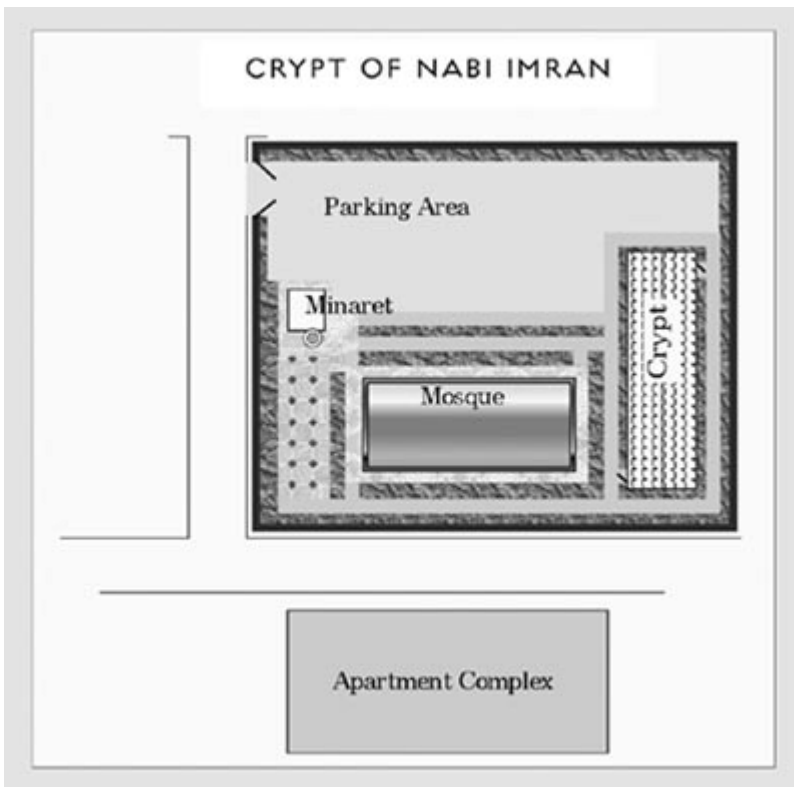 CRYPT OF NABI IMRAN
Parking Area
Minaret
Crypt
Mosque
Apartment Complex